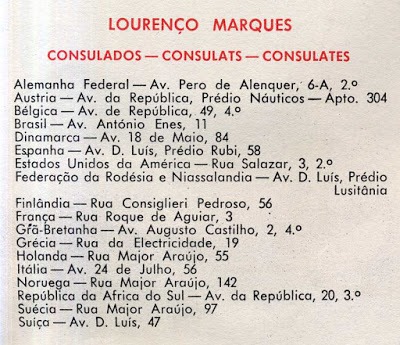 LOURENÇO MARQUES
CONSULADOS — CONSULATS — CONSULATES
Alemanha Federal — Av. Pero de Alenquer, 6-A, 2.º
Austria — Av. da República, Prédio Náuticos — Apto. 304
Bélgica — Av. de República, 49, 4.º
Brasil — Av. António Enes, 11
Dinamarca — Av. 18 de Maio, 84
Espanha — Av. D. Luís, Prédio Rubi, 58
Estados Unidos da América — Rua Salazar, 3, 2.º
Federação da Rodésia e Niassalandia — Av. D. Luís, Prédio
Lusitânia
Finlândia — Rua Consiglieri Pedroso, 56
França — Rua Roque de Aguiar, 3
Grã-Bretanha — Av. Augusto Castilho, 2, 4.º
Grécia — Rua da Electricidade, 19
Holanda — Rua Major Araújo, 55
Itália — Av. 24 de Julho, 56
Noruega — Rua Major Araújo, 142
República da Africa do Sul — Av. da República, 20, 3.º
Suécia — Rua Major Araújo, 97
Suíça — Av. D. Luís, 47